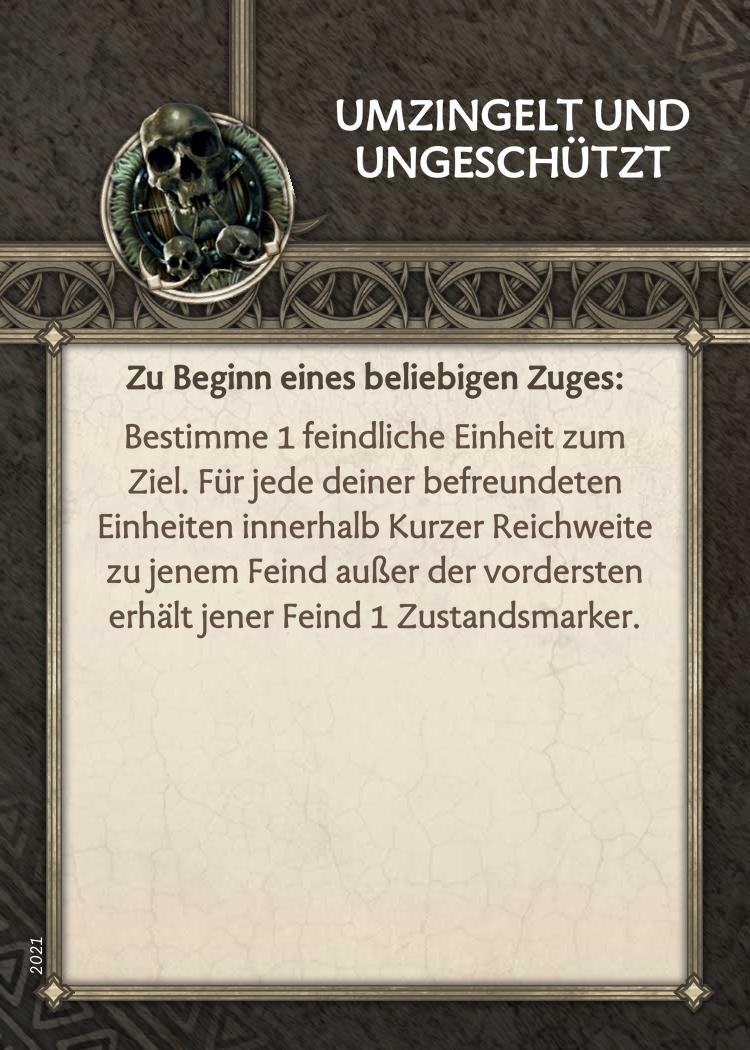 UMZINGELT UND
UNGESCHÜTZT
Zu Beginn eines beliebigen Zuges:
Bestimme 1 feindliche Einheit zum
Ziel. Für jede deiner befreundeten
Einheiten innerhalb Kurzer Reichweite
zu jenem Feind außer der vordersten
erhält jener Feind 1 Zustandsmarker.
2021